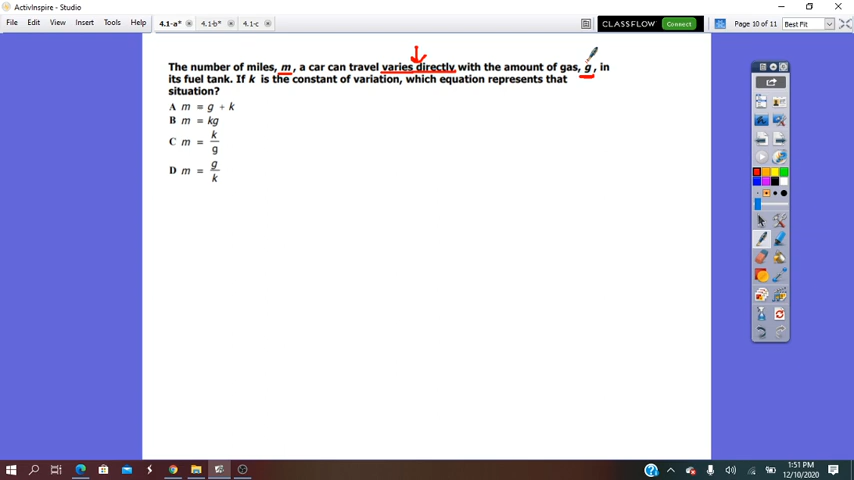 ActivInspire - Studio
File Edit View Insert Tools Help 4.1-a* 4.1-b* 4.1-c CLASSFLOW Connect Page 10 of 11 Best Fit
The number of miles, m, a car can travel varies directly with the amount of gas, g, in
its fuel tank. If k is the constant of variation, which equation represents that
situation?
A m = g + k
B m = kg
C m = k/g
D m = g/k
1:51 PM
12/10/2020